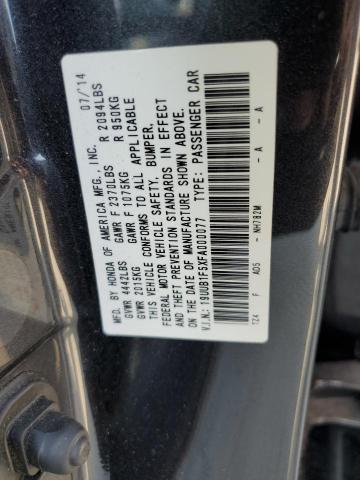 MFD. BY HONDA OF AMERICA MFG., INC. 07/'14
GVWR 4442LBS GAWR F 2370LBS R 2094LBS
GVWR 2015KG GAWR F 1075KG R 950KG
THIS VEHICLE CONFORMS TO ALL APPLICABLE
FEDERAL MOTOR VEHICLE SAFETY, BUMPER,
AND THEFT PREVENTION STANDARDS IN EFFECT
ON THE DATE OF MANUFACTURE SHOWN ABOVE.
V.I.N.: 19UUB1F5XFA000077 TYPE: PASSENGER CAR
TZ4 F AD5 - NH782M - A - A